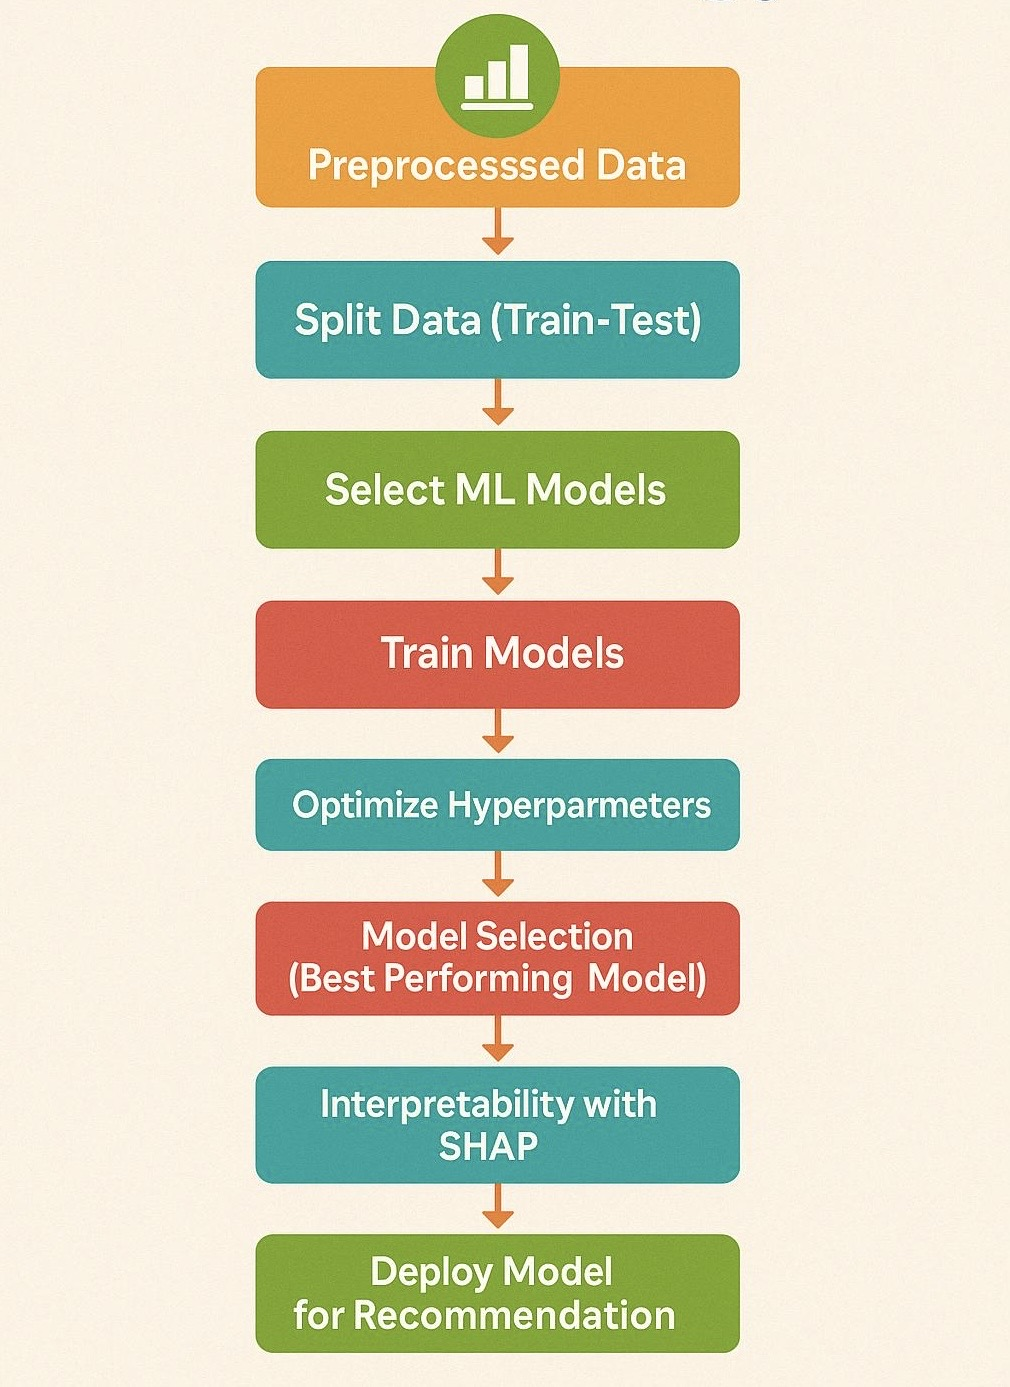 Preprocesssed Data
Split Data (Train-Test)
Select ML Models
Train Models
Optimize Hyperparmeters
Model Selection
(Best Performing Model)
Interpretability with
SHAP
Deploy Model
for Recommendation